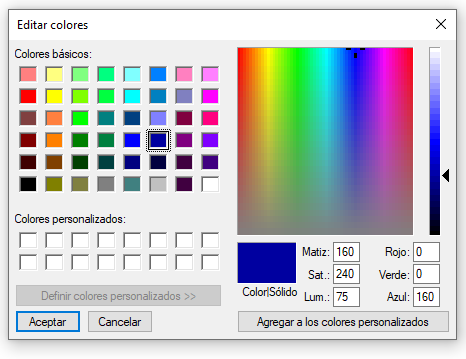 Editar colores
Colores básicos:
Colores personalizados:
Definir colores personalizados >>
Aceptar
Cancelar
Color|Sólido
Matiz: 160
Sat.: 240
Lum.: 75
Rojo: 0
Verde: 0
Azul: 160
Agregar a los colores personalizados